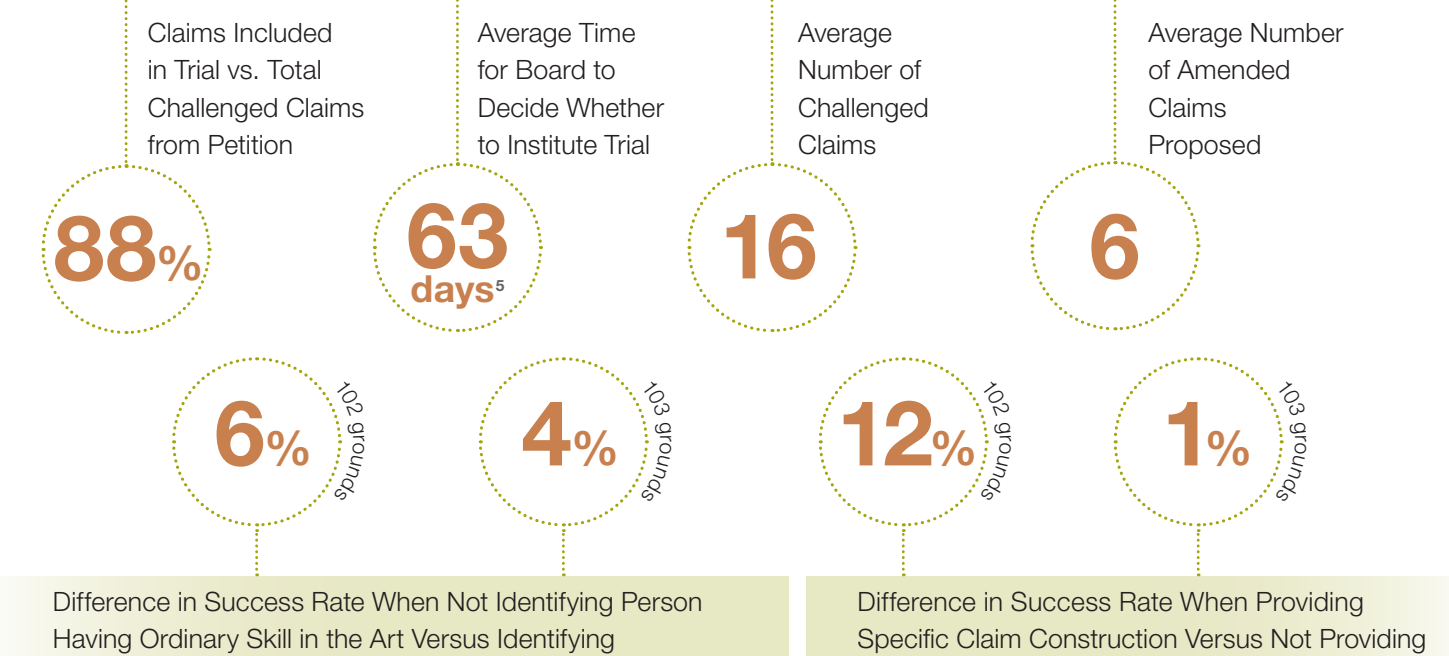 Claims Included
in Trial vs. Total
Challenged Claims
from Petition
88%
Average Time
for Board to
Decide Whether
to Institute Trial
63
days5
Average
Number of
Challenged
Claims
16
Average Number
of Amended
Claims
Proposed
6
6%
102 grounds
4%
103 grounds
Difference in Success Rate When Not Identifying Person
Having Ordinary Skill in the Art Versus Identifying
12%
102 grounds
1%
103 grounds
Difference in Success Rate When Providing
Specific Claim Construction Versus Not Providing